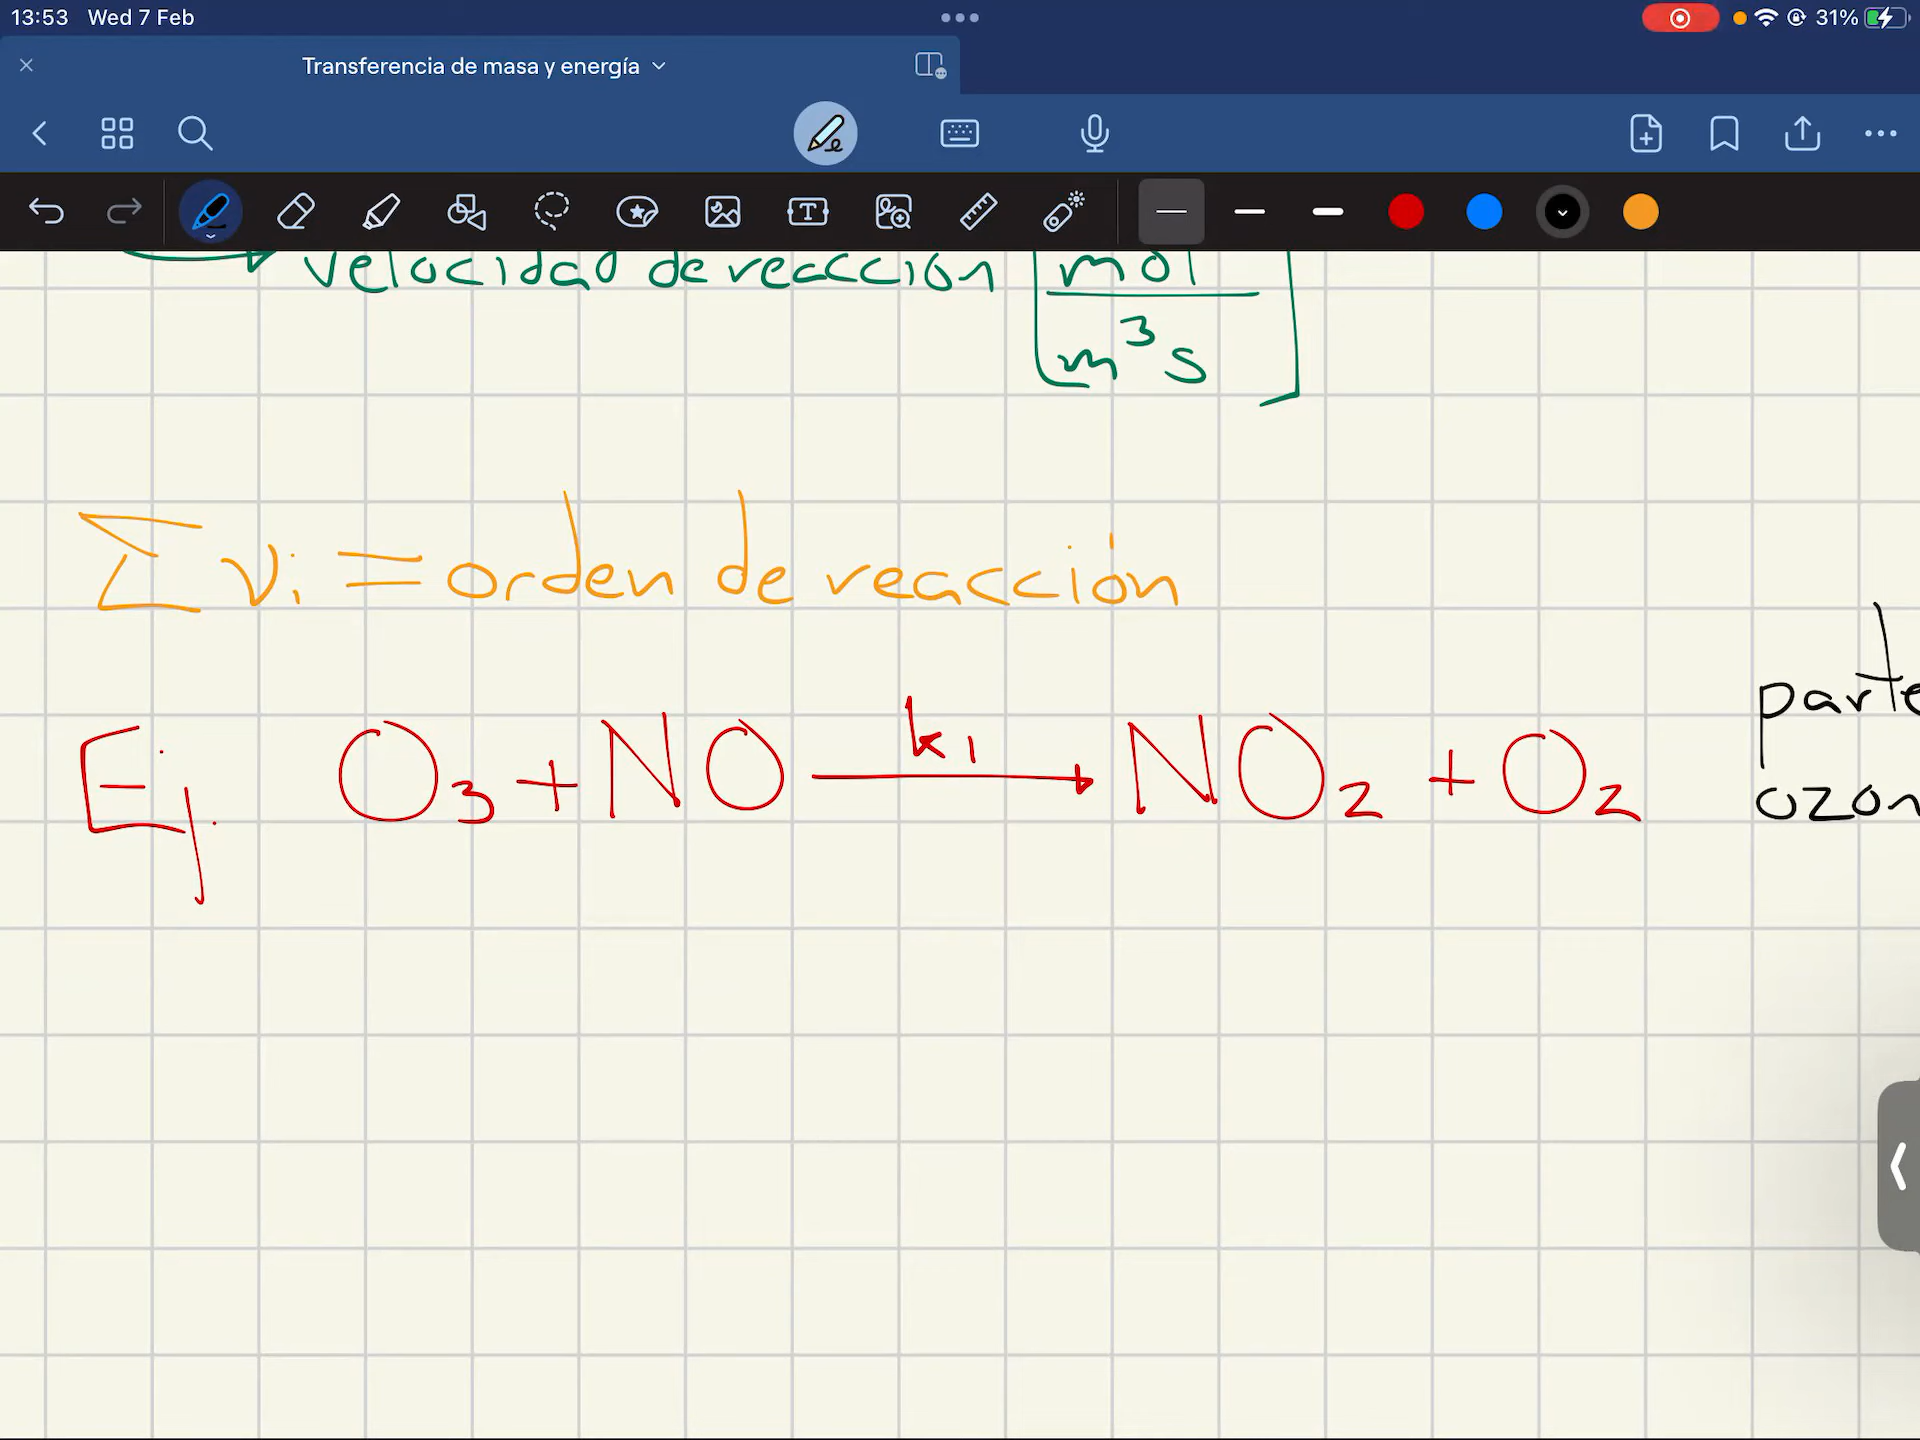 13:53 Wed 7 Feb 31%
Transferencia de masa y energía
velocidad de reacción [mol
m³s]
Σ νi = orden de reacción
parte
Ej. O₃ + NO k₁→ NO₂ + O₂
ozon